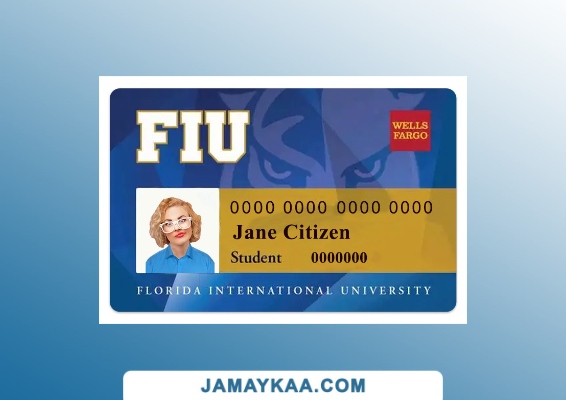 FIU
WELLS
FARGO
0000 0000 0000 0000
Jane Citizen
Student 0000000
FLORIDA INTERNATIONAL UNIVERSITY
JAMAYKAA.COM